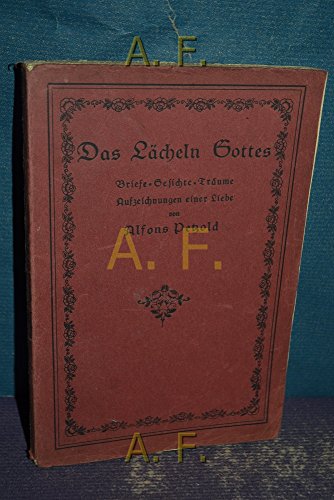 A. F.
Das Lächeln Gottes
Briefe • Gesichte • Träume
Aufzeichnungen einer Liebe
von
Alfons Petzold
A. F.
A. F.